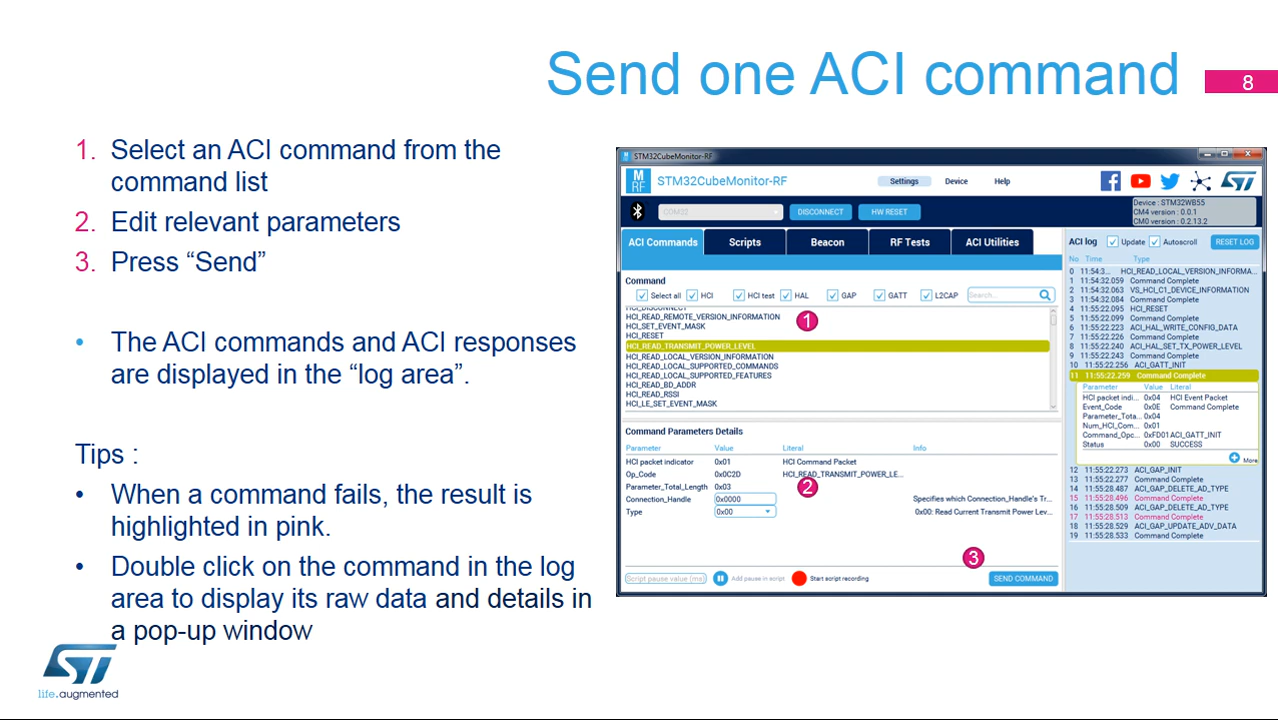 Send one ACI command
8
1. Select an ACI command from the
command list
2. Edit relevant parameters
3. Press “Send”
• The ACI commands and ACI responses
are displayed in the “log area”.
Tips :
• When a command fails, the result is
highlighted in pink.
• Double click on the command in the log
area to display its raw data and details in
a pop-up window
ST
life.augmented
STM32CubeMonitor-RF
M
RF
STM32CubeMonitor-RF
Settings Device Help
COM22 DISCONNECT HW RESET
Device : STM32WB55
CM4 version : 0.0.1
CM0 version : 0.2.13.2
ACI Commands Scripts Beacon RF Tests ACI Utilities
Command
Select all HCI HCI test HAL GAP GATT L2CAP Search...
HCI_DISCONNECT
HCI_READ_REMOTE_VERSION_INFORMATION
HCI_SET_EVENT_MASK
HCI_RESET
HCI_READ_TRANSMIT_POWER_LEVEL
HCI_READ_LOCAL_VERSION_INFORMATION
HCI_READ_LOCAL_SUPPORTED_COMMANDS
HCI_READ_LOCAL_SUPPORTED_FEATURES
HCI_READ_BD_ADDR
HCI_READ_RSSI
HCI_LE_SET_EVENT_MASK
1
Command Parameters Details
Parameter Value Literal Info
HCI packet indicator 0x01 HCI Command Packet
Op_Code 0x0C2D HCI_READ_TRANSMIT_POWER_LE...
Parameter_Total_Length 0x03
Connection_Handle 0x0000 Specifies which Connection_Handle's Tr...
Type 0x00 0x00: Read Current Transmit Power Lev...
2
3
Script pause value (ms) Add pause in script Start script recording SEND COMMAND
ACI log Update Autoscroll RESET LOG
No Time Type
0 11:54:3... HCI_READ_LOCAL_VERSION_INFORMA...
1 11:54:32.059 Command Complete
2 11:54:32.063 VS_HCI_C1_DEVICE_INFORMATION
3 11:54:32.084 Command Complete
4 11:55:22.095 HCI_RESET
5 11:55:22.099 Command Complete
6 11:55:22.223 ACI_HAL_WRITE_CONFIG_DATA
7 11:55:22.226 Command Complete
8 11:55:22.240 ACI_HAL_SET_TX_POWER_LEVEL
9 11:55:22.243 Command Complete
10 11:55:22.256 ACI_GATT_INIT
11 11:55:22.259 Command Complete
Parameter Value Literal
HCI packet indi... 0x04 HCI Event Packet
Event_Code 0x0E Command Complete
Parameter_Tota... 0x04
Num_HCI_Com... 0x01
Command_Opc... 0xFD01 ACI_GATT_INIT
Status 0x00 SUCCESS
More
12 11:55:22.273 ACI_GAP_INIT
13 11:55:22.277 Command Complete
14 11:55:28.487 ACI_GAP_DELETE_AD_TYPE
15 11:55:28.496 Command Complete
16 11:55:28.509 ACI_GAP_DELETE_AD_TYPE
17 11:55:28.513 Command Complete
18 11:55:28.529 ACI_GAP_UPDATE_ADV_DATA
19 11:55:28.533 Command Complete